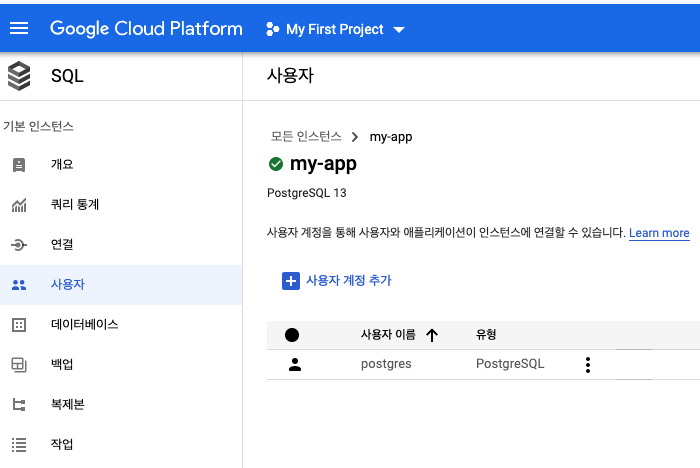 Google Cloud Platform
My First Project
SQL
사용자
기본 인스턴스
개요
쿼리 통계
연결
사용자
데이터베이스
백업
복제본
작업
모든 인스턴스
my-app
my-app
PostgreSQL 13
사용자 계정을 통해 사용자와 애플리케이션이 인스턴스에 연결할 수 있습니다. Learn more
사용자 계정 추가
사용자 이름 유형
postgres PostgreSQL